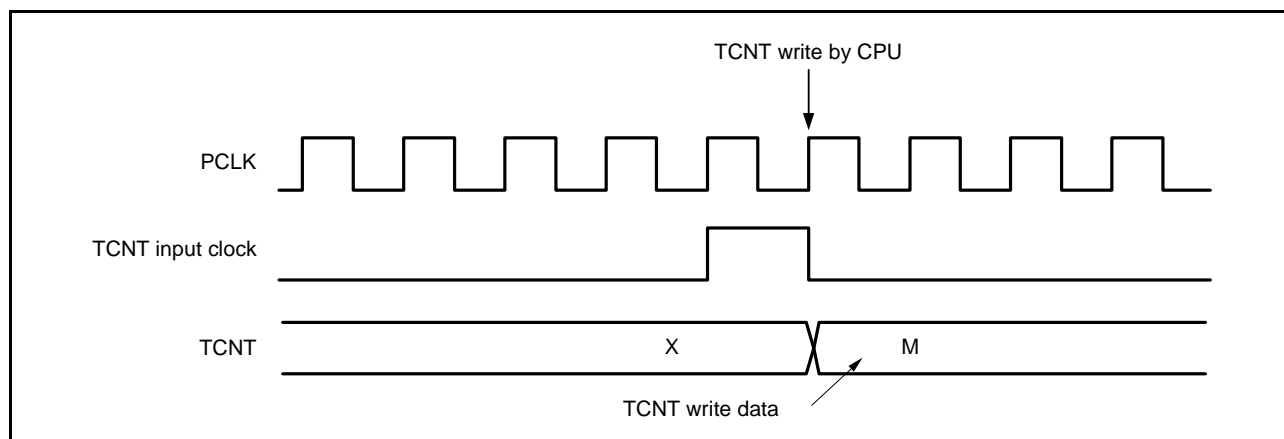 TCNT write by CPU
PCLK
TCNT input clock
TCNT
X
M
TCNT write data